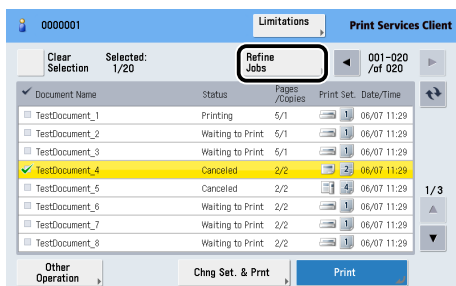 0000001 Limitations Print Services Client
Clear Selection Selected: 1/20 Refine Jobs 001-020 /of 020
Document Name Status Pages /Copies Print Set. Date/Time
TestDocument_1 Printing 5/1 1 06/07 11:29
TestDocument_2 Waiting to Print 5/1 1 06/07 11:29
TestDocument_3 Waiting to Print 5/1 1 06/07 11:29
TestDocument_4 Canceled 2/2 2 06/07 11:29
TestDocument_5 Canceled 2/2 4 06/07 11:29
1/3
TestDocument_6 Waiting to Print 2/2 1 06/07 11:29
TestDocument_7 Waiting to Print 2/2 1 06/07 11:29
TestDocument_8 Waiting to Print 2/2 1 06/07 11:29
Other Operation Chng Set. & Prnt Print